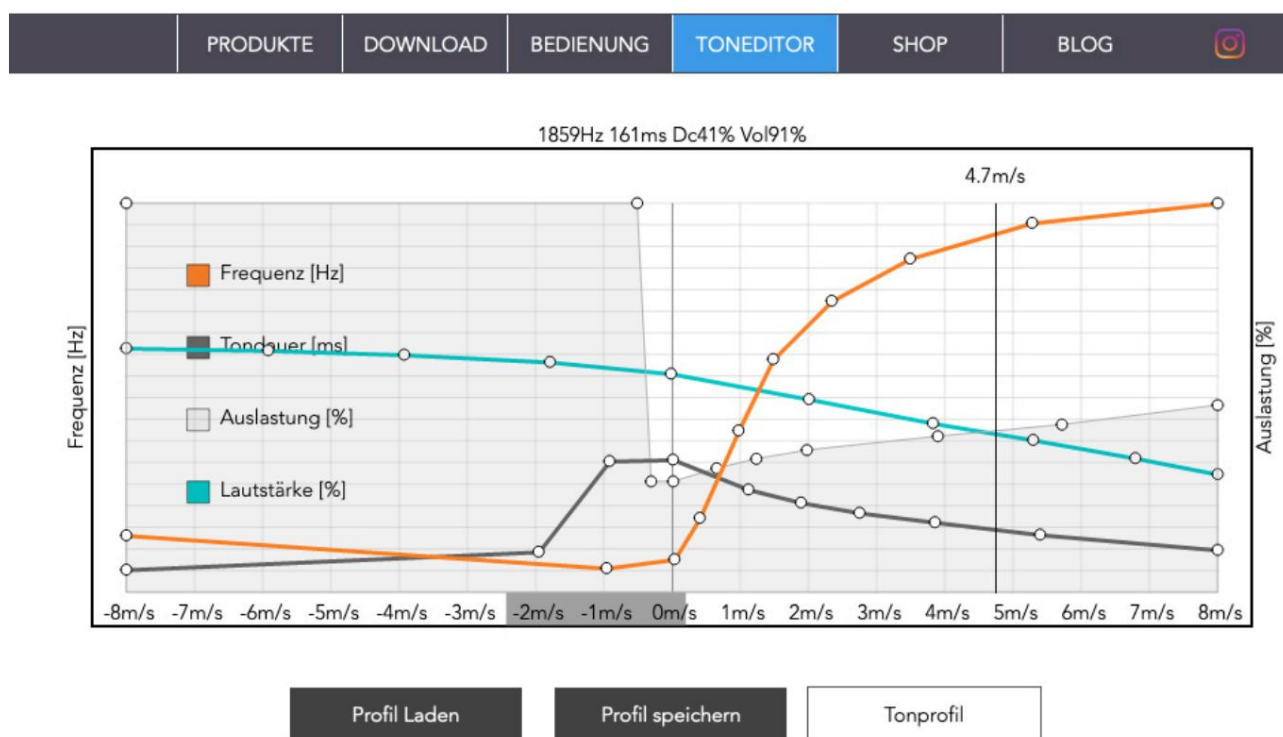 PRODUKTE DOWNLOAD BEDIENUNG TONEDITOR SHOP BLOG
1859Hz 161ms Dc41% Vol91%
4.7m/s
Frequenz [Hz]
Tondauer [ms]
Auslastung [%]
Lautstärke [%]
Frequenz [Hz]
Auslastung [%]
-8m/s -7m/s -6m/s -5m/s -4m/s -3m/s -2m/s -1m/s 0m/s 1m/s 2m/s 3m/s 4m/s 5m/s 6m/s 7m/s 8m/s
Profil Laden Profil speichern Tonprofil